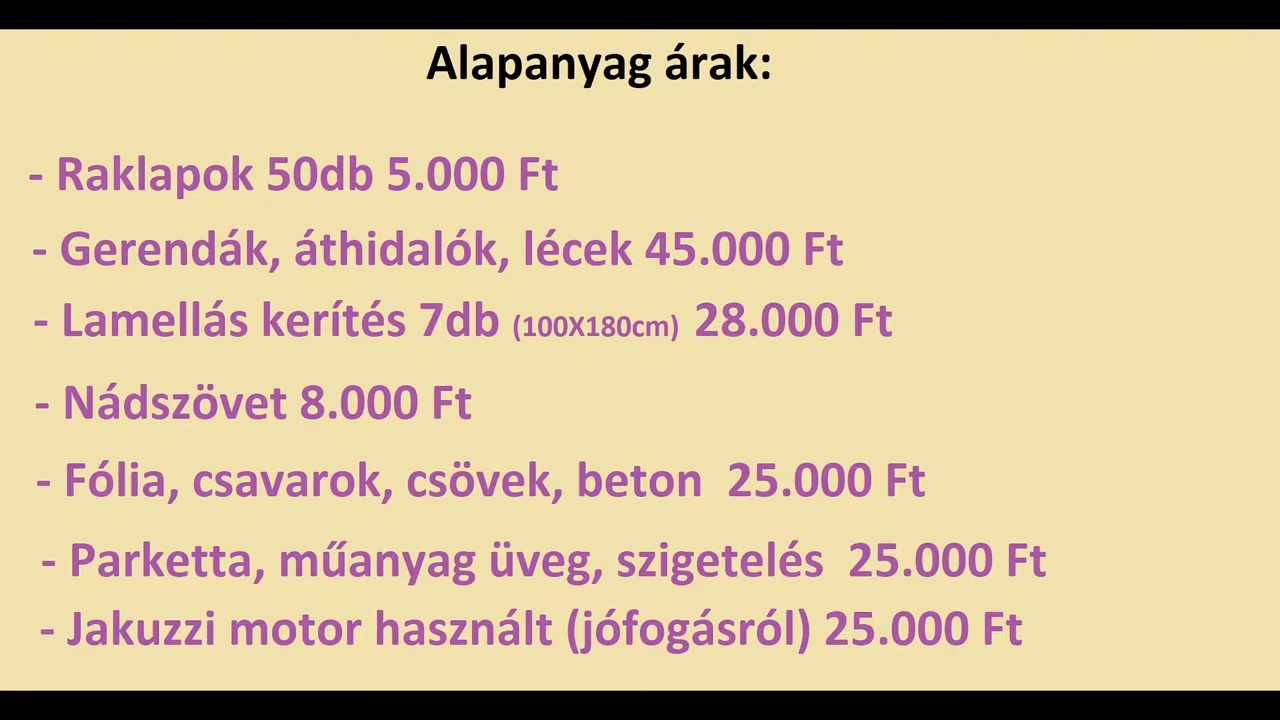 Alapanyag árak:
- Raklapok 50db 5.000 Ft
- Gerendák, áthidalók, lécek 45.000 Ft
- Lamellás kerítés 7db (100X180cm) 28.000 Ft
- Nádszövet 8.000 Ft
- Fólia, csavarok, csövek, beton  25.000 Ft
- Parketta, műanyag üveg, szigetelés  25.000 Ft
- Jakuzzi motor használt (jófogásról) 25.000 Ft